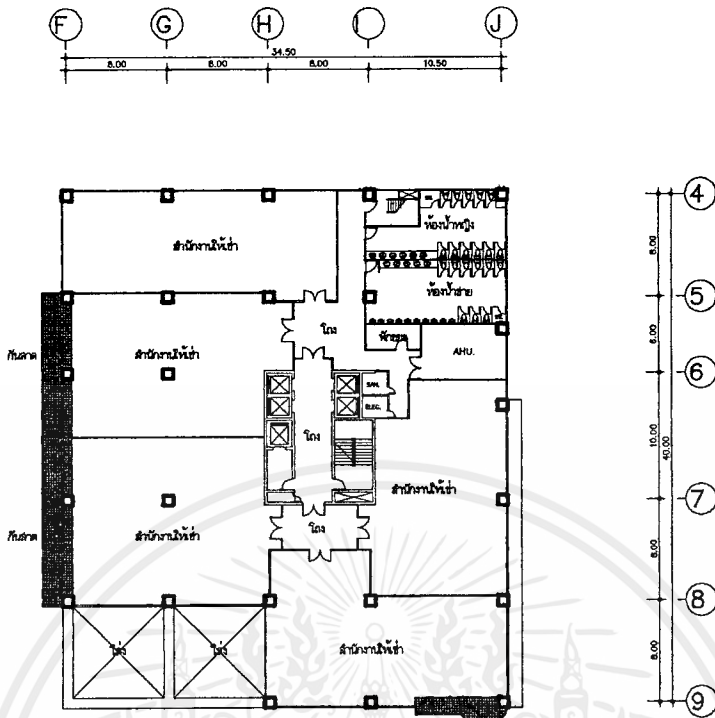 F G H I J
34.50
8.00 8.00 8.00 10.50
4
ห้องน้ำหญิง
สำนักงานให้เช่า
8.00
ห้องน้ำชาย
5
โถง
พักขยะ
กันสาด
สำนักงานให้เช่า
AHU.
6.00
6
SAN.
ELEC.
โถง
10.00
40.00
สำนักงานให้เช่า
7
กันสาด
สำนักงานให้เช่า
โถง
8.00
8
โล่ง
โล่ง
สำนักงานให้เช่า
8.00
9